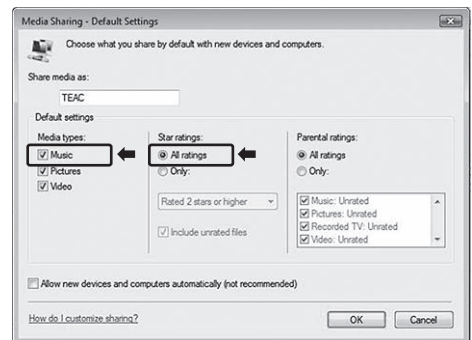 Media Sharing - Default Settings
Choose what you share by default with new devices and computers.
Share media as:
TEAC
Default settings
Media types:
Music
Pictures
Video
Star ratings:
All ratings
Only:
Rated 2 stars or higher
Include unrated files
Parental ratings:
All ratings
Only:
Music: Unrated
Pictures: Unrated
Recorded TV: Unrated
Video: Unrated
Allow new devices and computers automatically (not recommended)
How do I customize sharing?
OK
Cancel